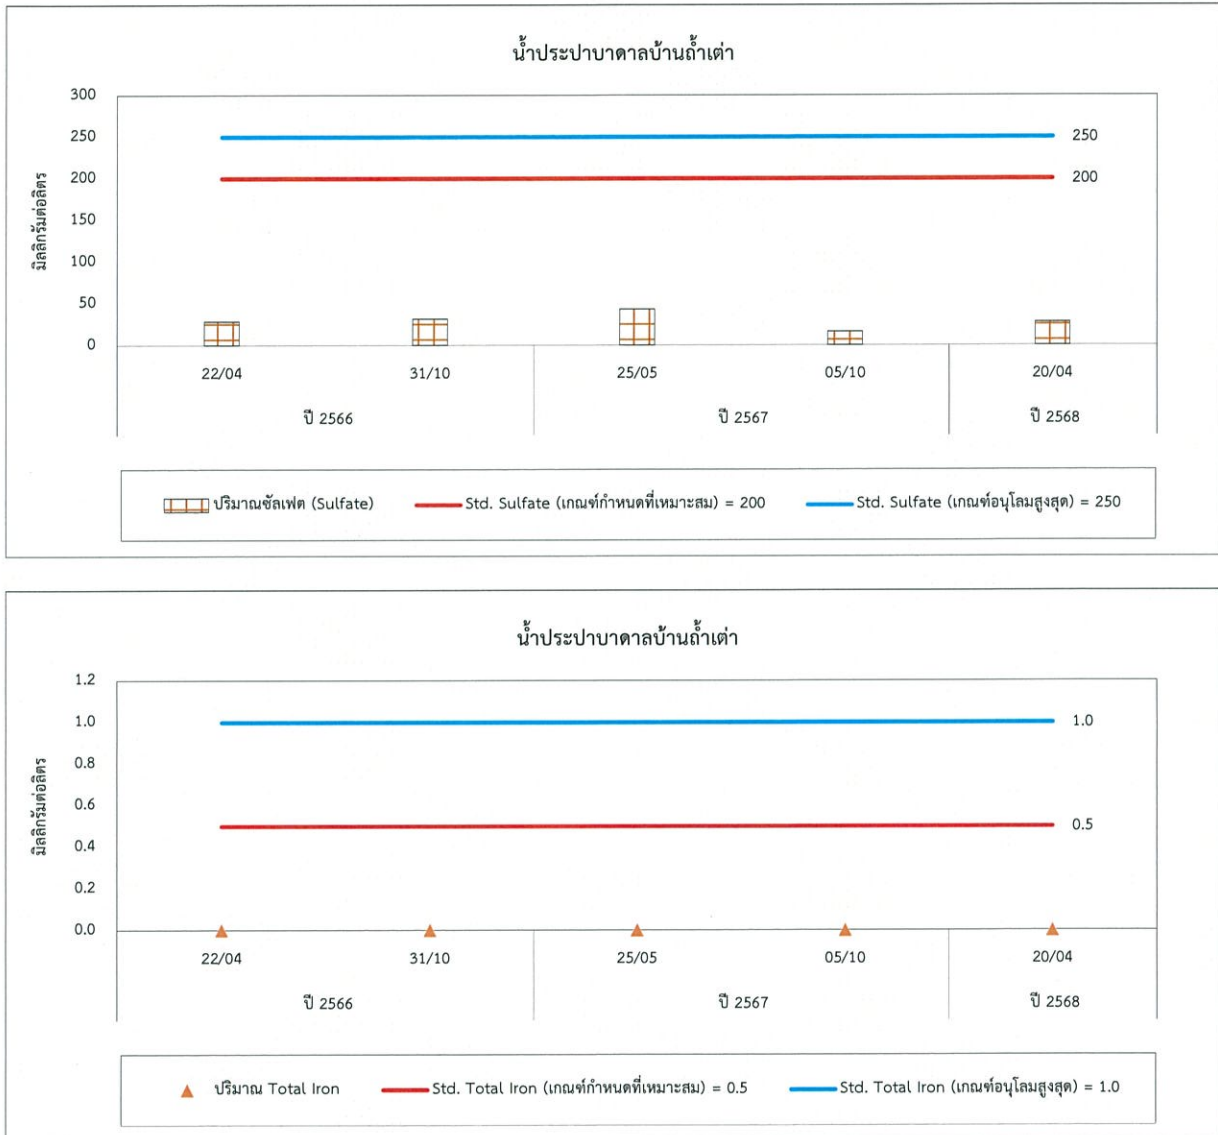 น้ำประปาบาดาลบ้านถ้ำเต่า
มิลลิกรัมต่อลิตร
300
250
200
150
100
50
0
250
200
22/04 31/10 25/05 05/10 20/04
ปี 2566 ปี 2567 ปี 2568
ปริมาณซัลเฟต (Sulfate) Std. Sulfate (เกณฑ์กำหนดที่เหมาะสม) = 200 Std. Sulfate (เกณฑ์อนุโลมสูงสุด) = 250
น้ำประปาบาดาลบ้านถ้ำเต่า
มิลลิกรัมต่อลิตร
1.2
1.0
0.8
0.6
0.4
0.2
0.0
1.0
0.5
22/04 31/10 25/05 05/10 20/04
ปี 2566 ปี 2567 ปี 2568
ปริมาณ Total Iron Std. Total Iron (เกณฑ์กำหนดที่เหมาะสม) = 0.5 Std. Total Iron (เกณฑ์อนุโลมสูงสุด) = 1.0